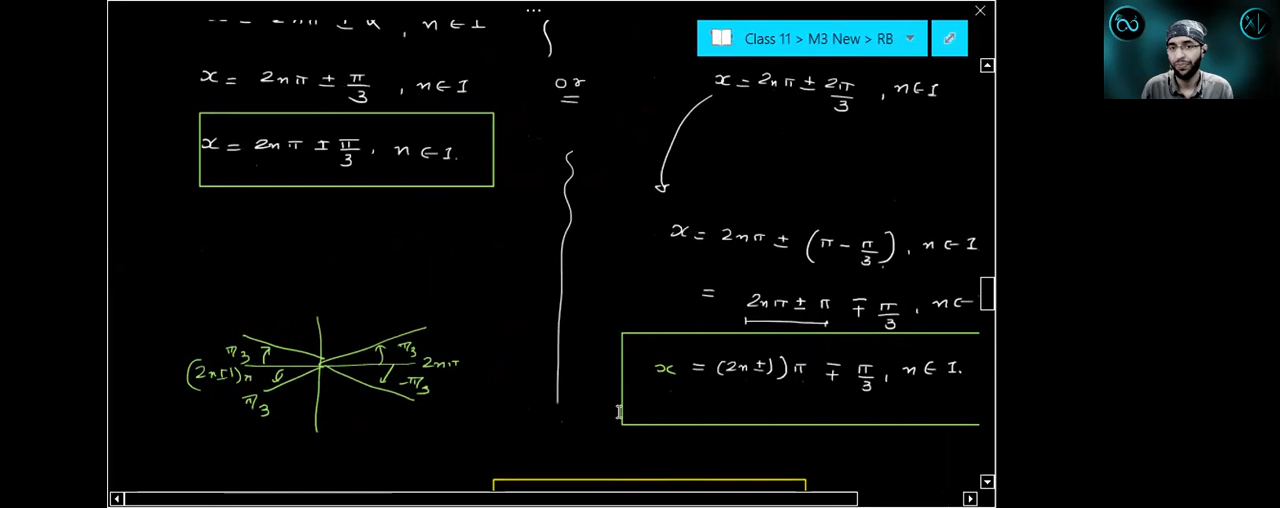 ...
Class 11 > M3 New > RB
x = 2nπ ± α , n ∈ I
x = 2nπ ± π/3 , n ∈ I
or
x = 2nπ ± 2π/3 , n ∈ I
x = 2nπ ± π/3 , n ∈ I.
x = 2nπ ± (π - π/3) , n ∈ I
= 2nπ ± π ∓ π/3 , n ∈
π/3
π/3
(2n±1)π
2nπ
π/3
-π/3
x = (2n±1)π ∓ π/3 , n ∈ I.